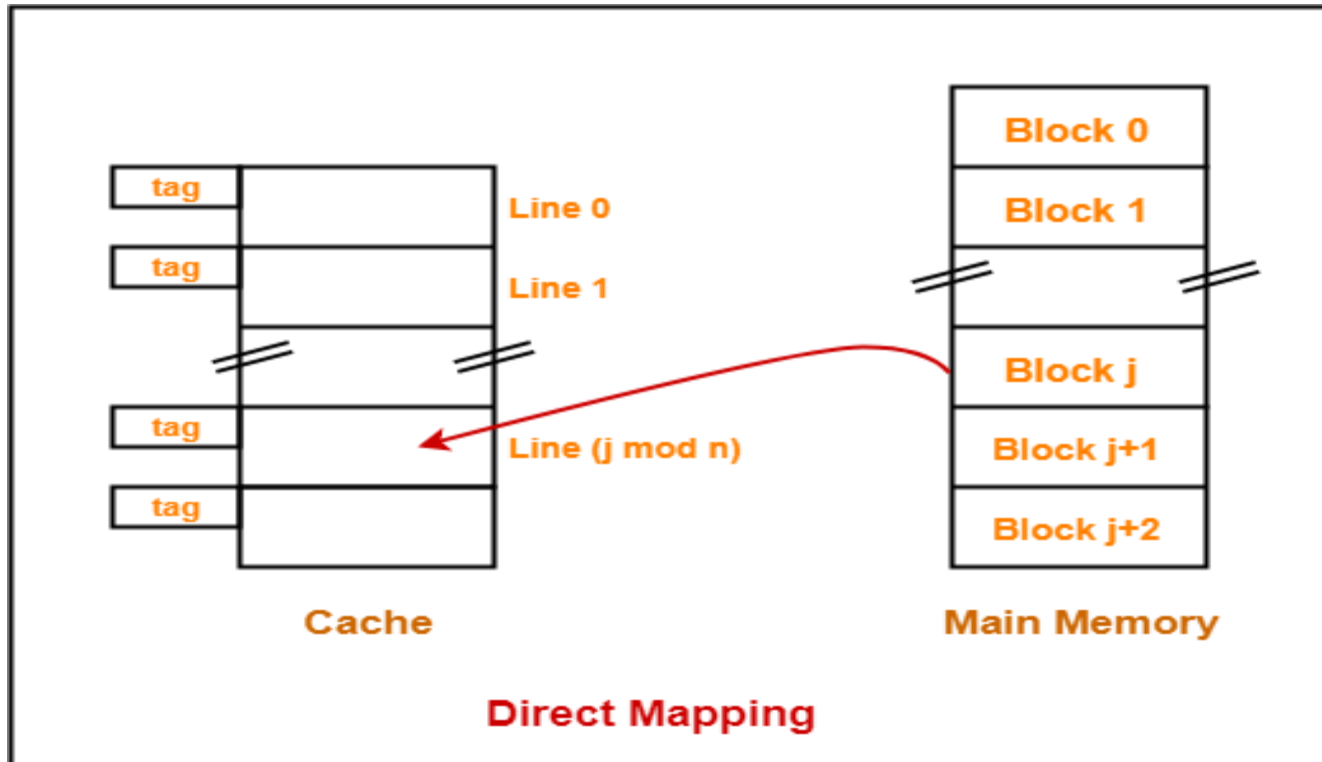 tag
Line 0
tag
Line 1
tag
Line (j mod n)
tag
Cache
Block 0
Block 1
Block j
Block j+1
Block j+2
Main Memory
Direct Mapping